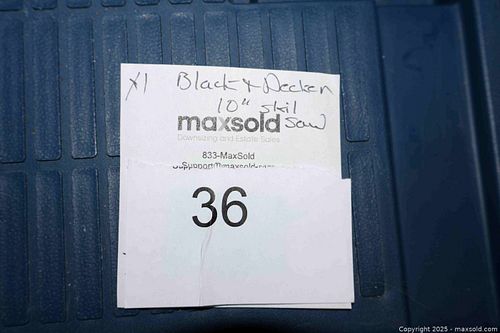 x1 Black + Decker
10" skil
maxsold saw
Downsizing and Estate Sales
833-MaxSold
36
Copyright 2025 - maxsold.com